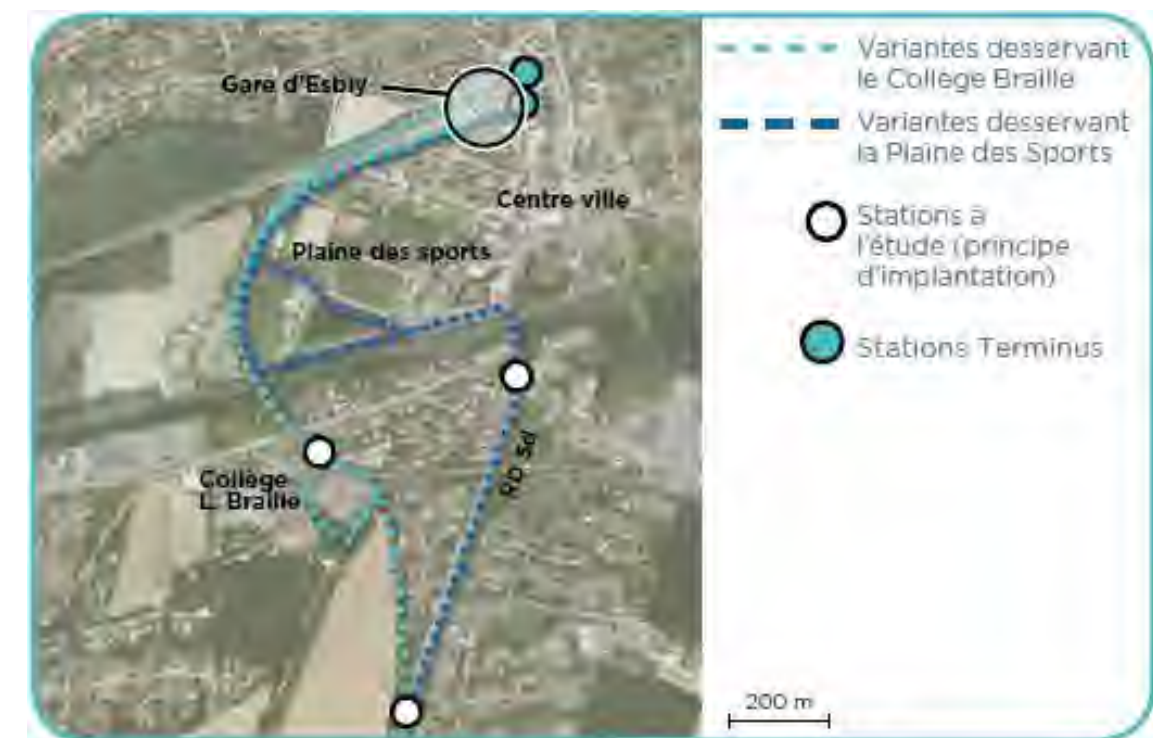 Gare d'Esbly
Centre ville
Plaine des sports
RD 5d
Collège
L. Braille
Variantes desservant
le Collège Braille
Variantes desservant
la Plaine des Sports
Stations à
l'étude (principe
d'implantation)
Stations Terminus
200 m